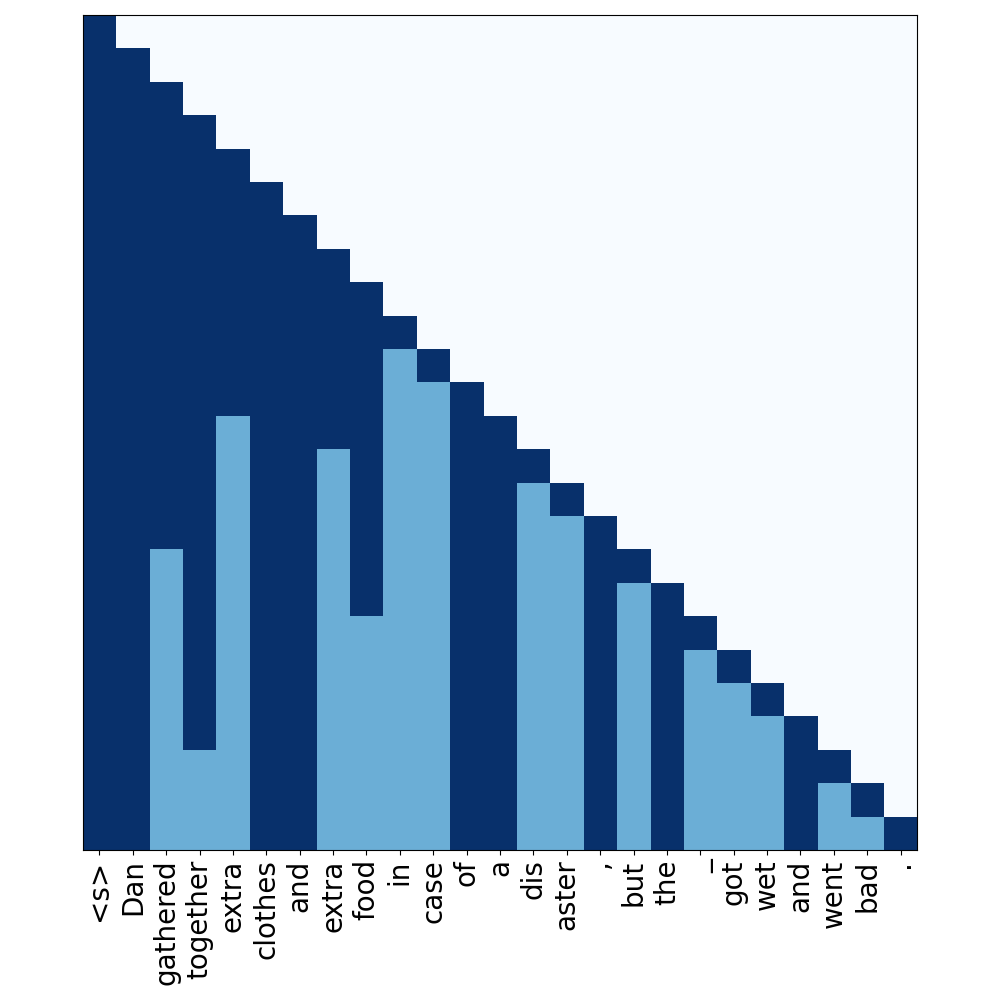 <s> Dan gathered together extra clothes and extra food in case of a dis aster , but the _ got wet and went bad .